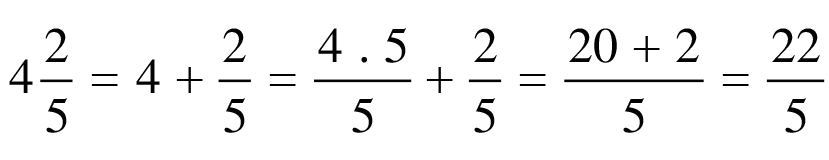 4 2/5 = 4 + 2/5 = 4 . 5/5 + 2/5 = 20 + 2/5 = 22/5